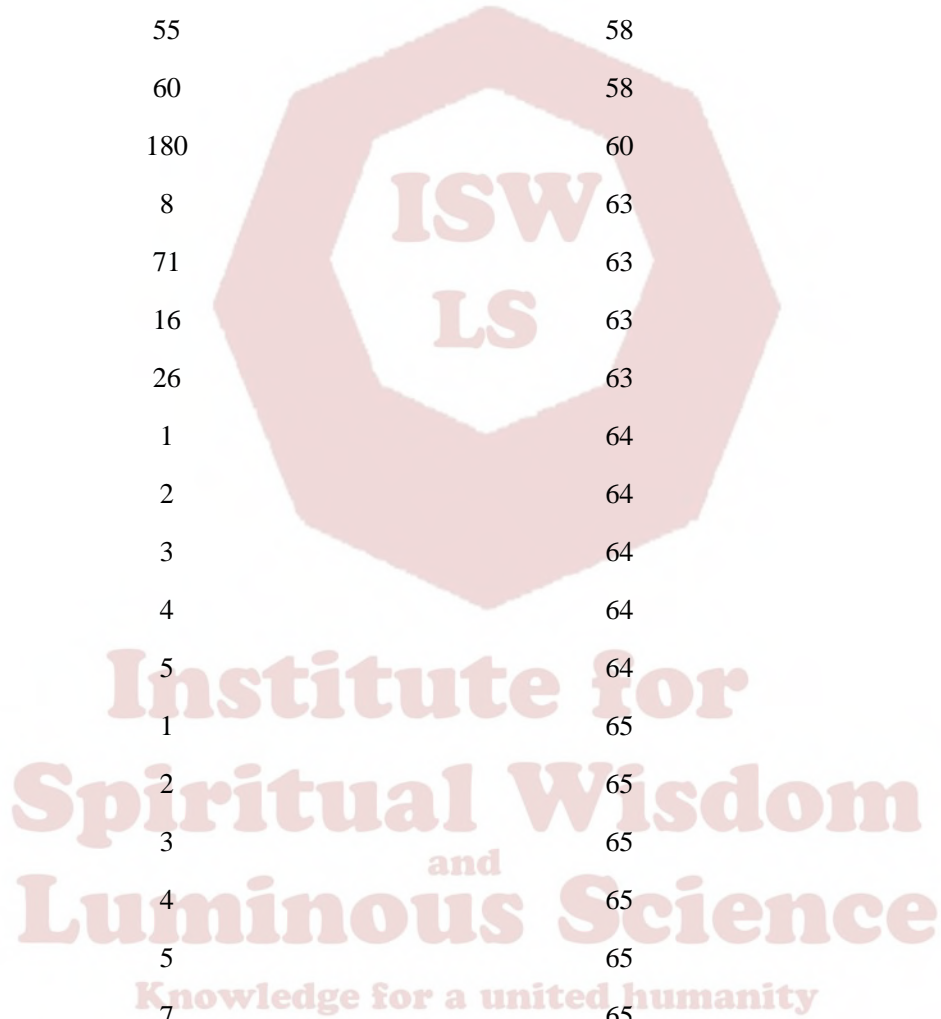 55 58
60 58
180 60
8 63
ISW
71 63
LS
16 63
26 63
1 64
2 64
3 64
4 64
5 64
Institute for
1 65
2 65
Spiritual Wisdom
3 65
and
4 65
Luminous Science
5 65
Knowledge for a united humanity
7 65